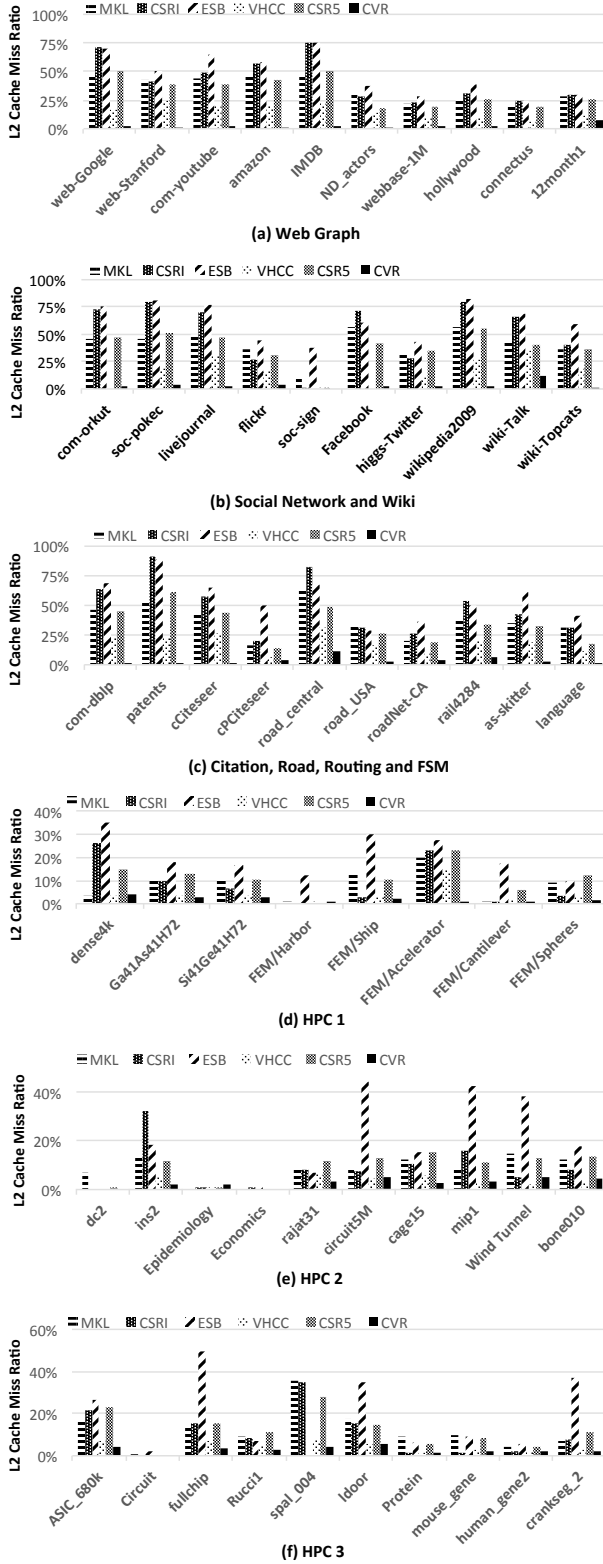 100%
MKL CSRI ESB VHCC CSR5 CVR
75%
50%
25%
0%
L2 Cache Miss Ratio
web-Google
web-Stanford
com-youtube
amazon
IMDB
ND_actors
webbase-1M
hollywood
connectus
12month1
(a) Web Graph
100%
MKL CSRI ESB VHCC CSR5 CVR
75%
50%
25%
0%
L2 Cache Miss Ratio
com-orkut
soc-pokec
livejournal
flickr
soc-sign
Facebook
higgs-Twitter
wikipedia2009
wiki-Talk
wiki-Topcats
(b) Social Network and Wiki
MKL CSRI ESB VHCC CSR5 CVR
100%
75%
50%
25%
0%
L2 Cache Miss Ratio
com-dblp
patents
cCiteseer
cPCiteseer
road_central
road_USA
roadNet-CA
rail4284
as-skitter
language
(c) Citation, Road, Routing and FSM
MKL CSRI ESB VHCC CSR5 CVR
40%
30%
20%
10%
0%
L2 Cache Miss Ratio
dense4k
Ga41As41H72
Si41Ge41H72
FEM/Harbor
FEM/Ship
FEM/Accelerator
FEM/Cantilever
FEM/Spheres
(d) HPC 1
MKL CSRI ESB VHCC CSR5 CVR
40%
20%
0%
L2 Cache Miss Ratio
dc2
ins2
Epidemiology
Economics
rajat31
circuit5M
cage15
mip1
Wind Tunnel
bone010
(e) HPC 2
60%
MKL CSRI ESB VHCC CSR5 CVR
40%
20%
0%
L2 Cache Miss Ratio
ASIC_680k
Circuit
fullchip
Rucci1
spal_004
ldoor
Protein
mouse_gene
human_gene2
crankseg_2
(f) HPC 3